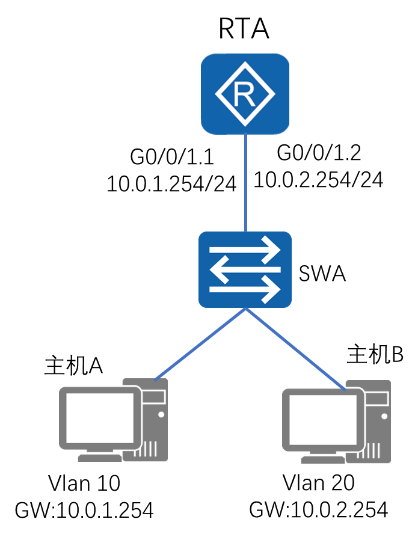 RTA
R
G0/0/1.1
10.0.1.254/24
G0/0/1.2
10.0.2.254/24
SWA
主机A
主机B
Vlan 10
GW:10.0.1.254
Vlan 20
GW:10.0.2.254